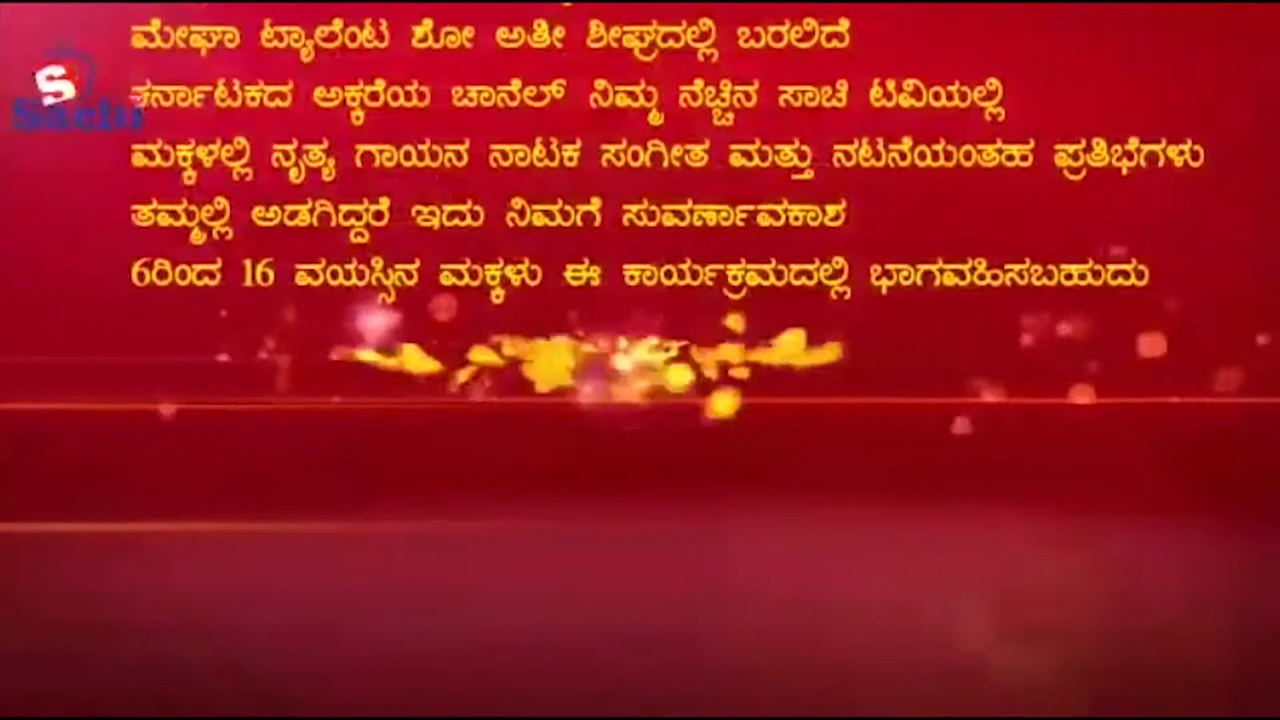 ಮೇಘಾ ಟ್ಯಾಲೆಂಟ ಶೋ ಅತೀ ಶೀಘ್ರದಲ್ಲಿ ಬರಲಿದೆ
S
Sachi
ಕರ್ನಾಟಕದ ಅಕ್ಕರೆಯ ಚಾನೆಲ್ ನಿಮ್ಮ ನೆಚ್ಚಿನ ಸಾಚಿ ಟಿವಿಯಲ್ಲಿ
ಮಕ್ಕಳಲ್ಲಿ ನೃತ್ಯ ಗಾಯನ ನಾಟಕ ಸಂಗೀತ ಮತ್ತು ನಟನೆಯಂತಹ ಪ್ರತಿಭೆಗಳು
ತಮ್ಮಲ್ಲಿ ಅಡಗಿದ್ದರೆ ಇದು ನಿಮಗೆ ಸುವರ್ಣಾವಕಾಶ
6ರಿಂದ 16 ವಯಸ್ಸಿನ ಮಕ್ಕಳು ಈ ಕಾರ್ಯಕ್ರಮದಲ್ಲಿ ಭಾಗವಹಿಸಬಹುದು